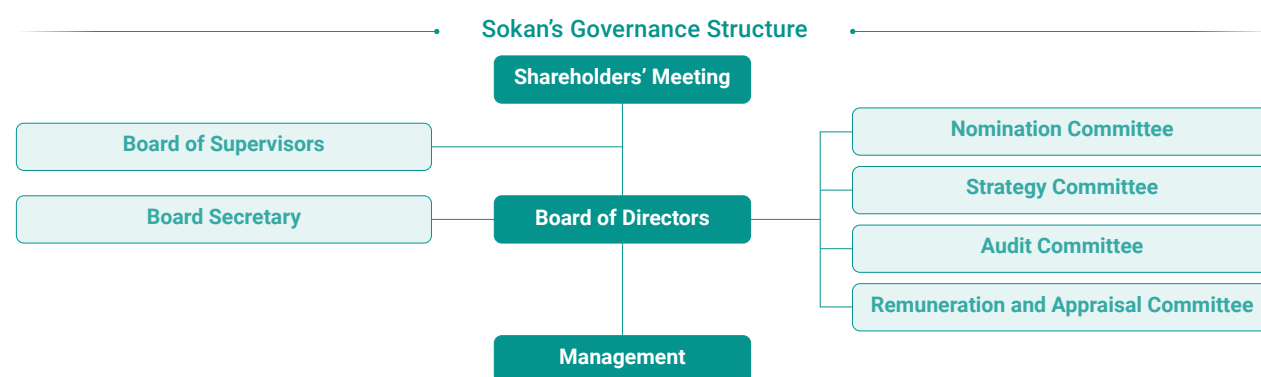 Sokan’s Governance Structure
Shareholders’ Meeting
Board of Supervisors
Board Secretary
Board of Directors
Nomination Committee
Strategy Committee
Audit Committee
Remuneration and Appraisal Committee
Management